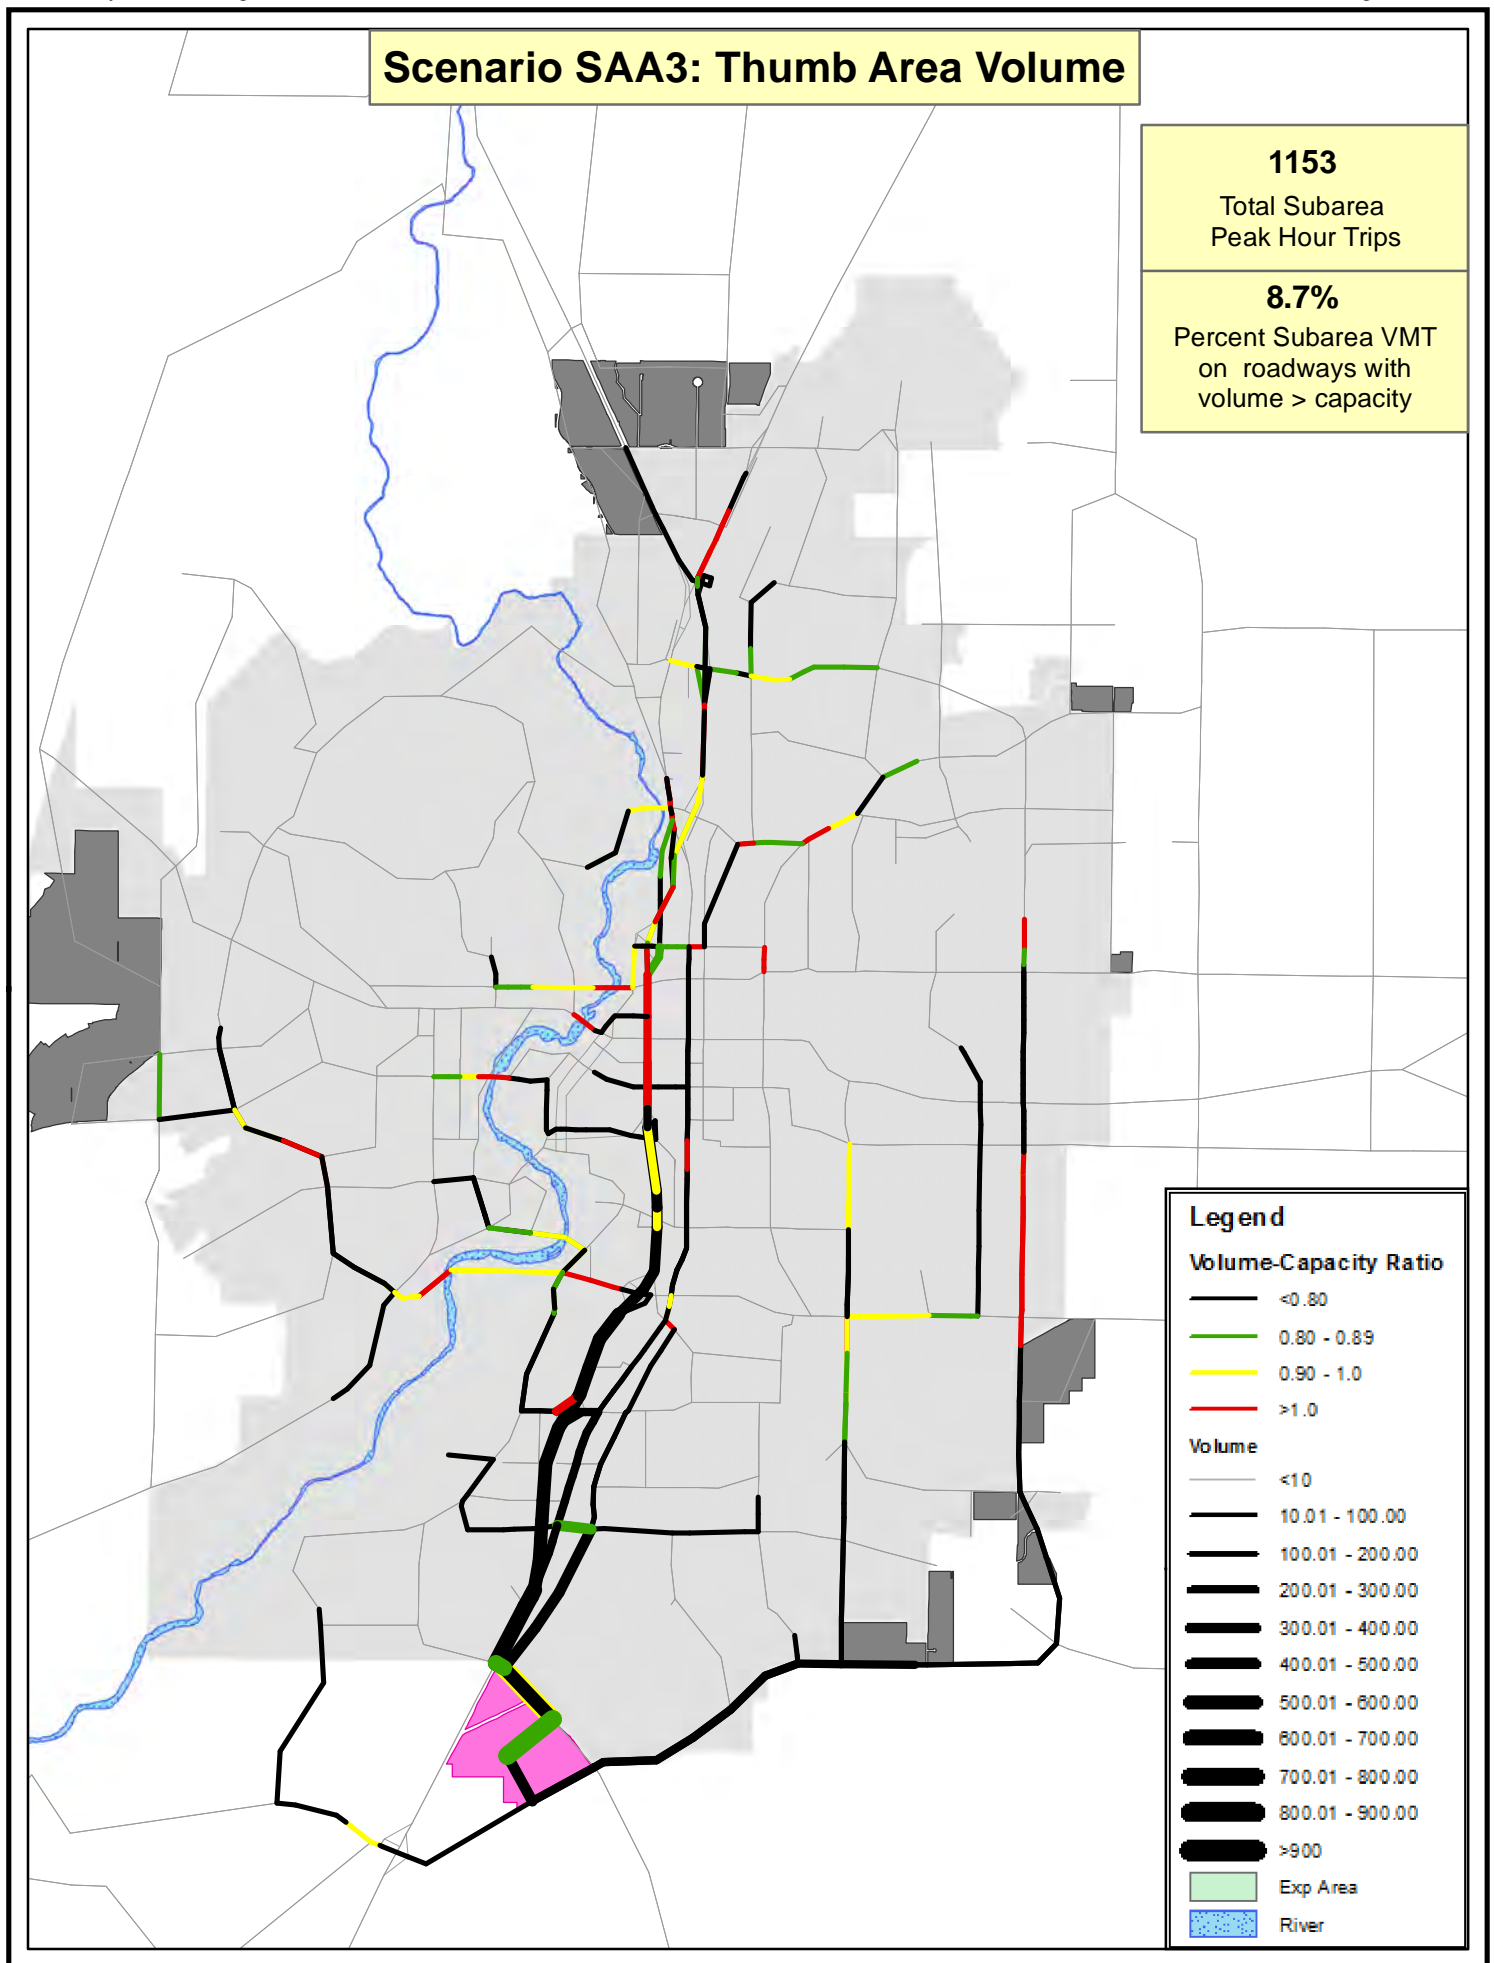 Scenario SAA3: Thumb Area Volume
1153
Total Subarea
Peak Hour Trips
8.7%
Percent Subarea VMT
on roadways with
volume > capacity
Legend
Volume-Capacity Ratio
<0.80
0.80 - 0.89
0.90 - 1.0
>1.0
Volume
<10
10.01 - 100.00
100.01 - 200.00
200.01 - 300.00
300.01 - 400.00
400.01 - 500.00
500.01 - 600.00
600.01 - 700.00
700.01 - 800.00
800.01 - 900.00
>900
Exp Area
River